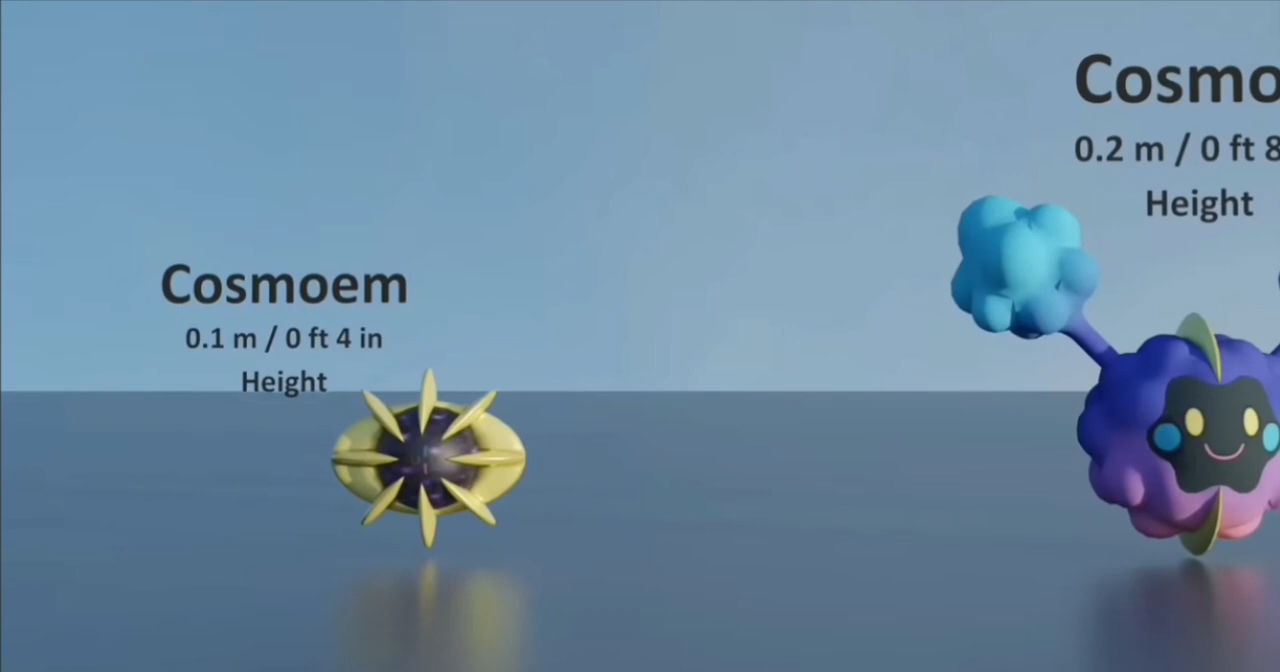 Cosmoem
0.1 m / 0 ft 4 in
Height
Cosmo
0.2 m / 0 ft 8
Height